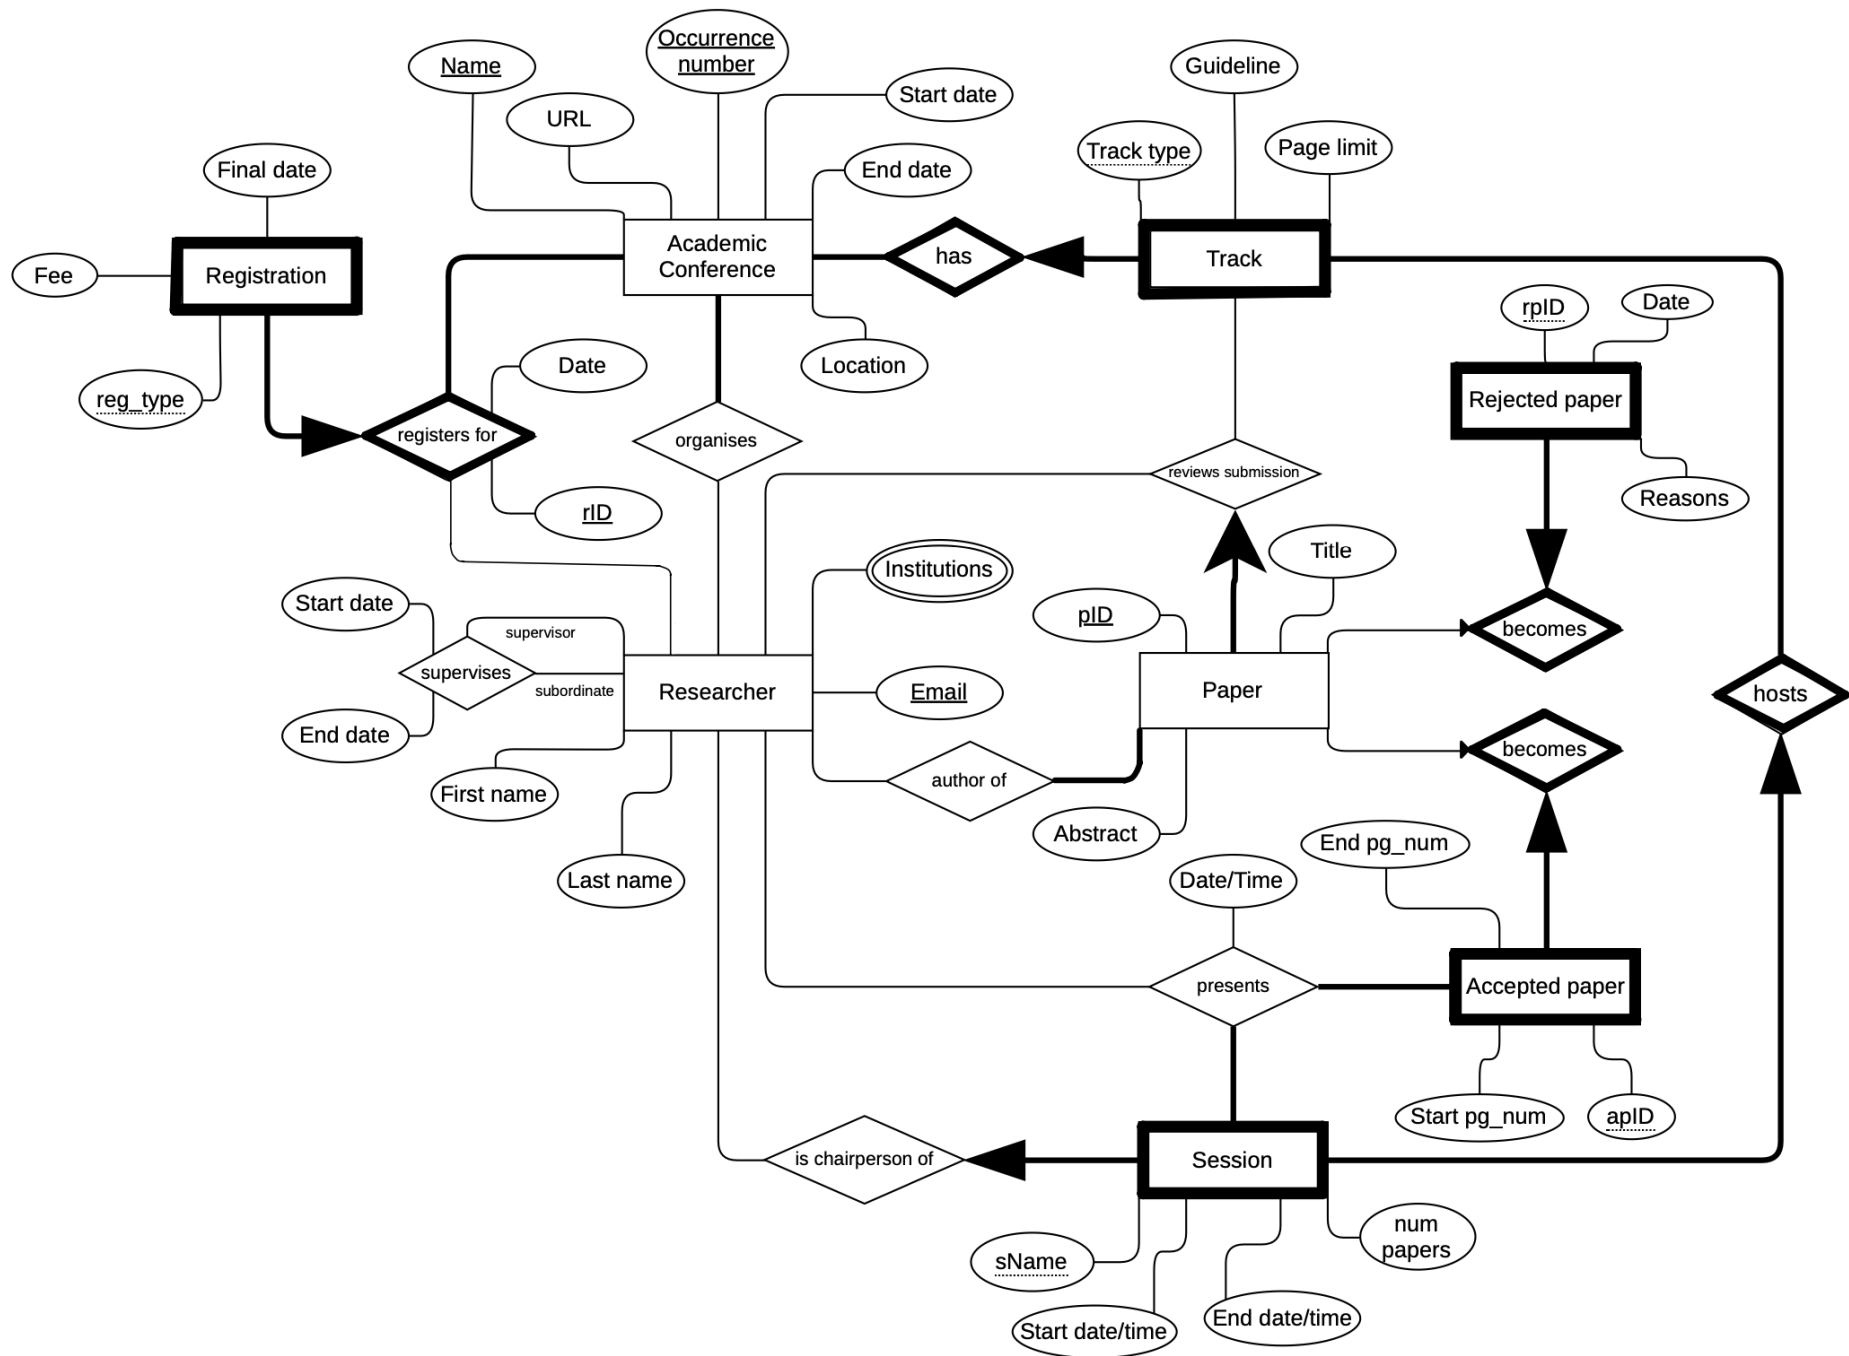 Occurrence
number
Name
Guideline
Start date
URL
Track type
Page limit
Final date
End date
Academic
Conference
has
Track
Fee
Registration
rpID
Date
Date
Location
reg_type
Rejected paper
registers for
organises
reviews submission
Reasons
rID
Title
Institutions
Start date
pID
supervisor
becomes
supervises
subordinate
Researcher
Email
Paper
hosts
End date
becomes
First name
author of
Abstract
End pg_num
Last name
Date/Time
presents
Accepted paper
Start pg_num
apID
is chairperson of
Session
num
papers
sName
Start date/time
End date/time